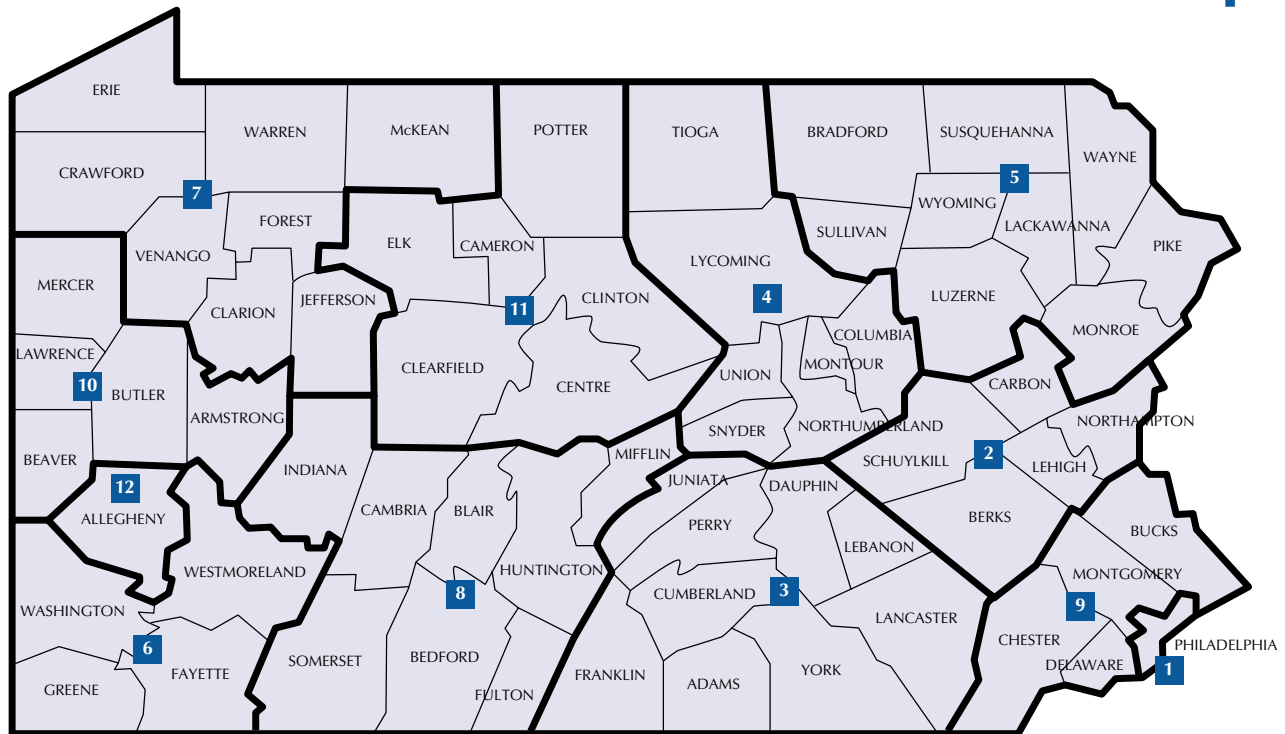 ERIE
WARREN
McKEAN
POTTER
TIOGA
BRADFORD
SUSQUEHANNA
WAYNE
CRAWFORD
7
5
FOREST
WYOMING
LACKAWANNA
ELK
CAMERON
SULLIVAN
PIKE
VENANGO
LYCOMING
MERCER
CLARION
JEFFERSON
11
CLINTON
4
LUZERNE
MONROE
COLUMBIA
LAWRENCE
10
BUTLER
CLEARFIELD
CENTRE
UNION
MONTOUR
CARBON
ARMSTRONG
SNYDER
NORTHUMBERLAND
NORTHAMPTON
BEAVER
INDIANA
MIFFLIN
SCHUYLKILL
2
LEHIGH
12
ALLEGHENY
CAMBRIA
BLAIR
JUNIATA
DAUPHIN
PERRY
BERKS
BUCKS
LEBANON
WESTMORELAND
HUNTINGTON
MONTGOMERY
WASHINGTON
8
CUMBERLAND
3
LANCASTER
9
CHESTER
PHILADELPHIA
6
FAYETTE
SOMERSET
BEDFORD
FRANKLIN
YORK
DELAWARE
1
GREENE
FULTON
ADAMS